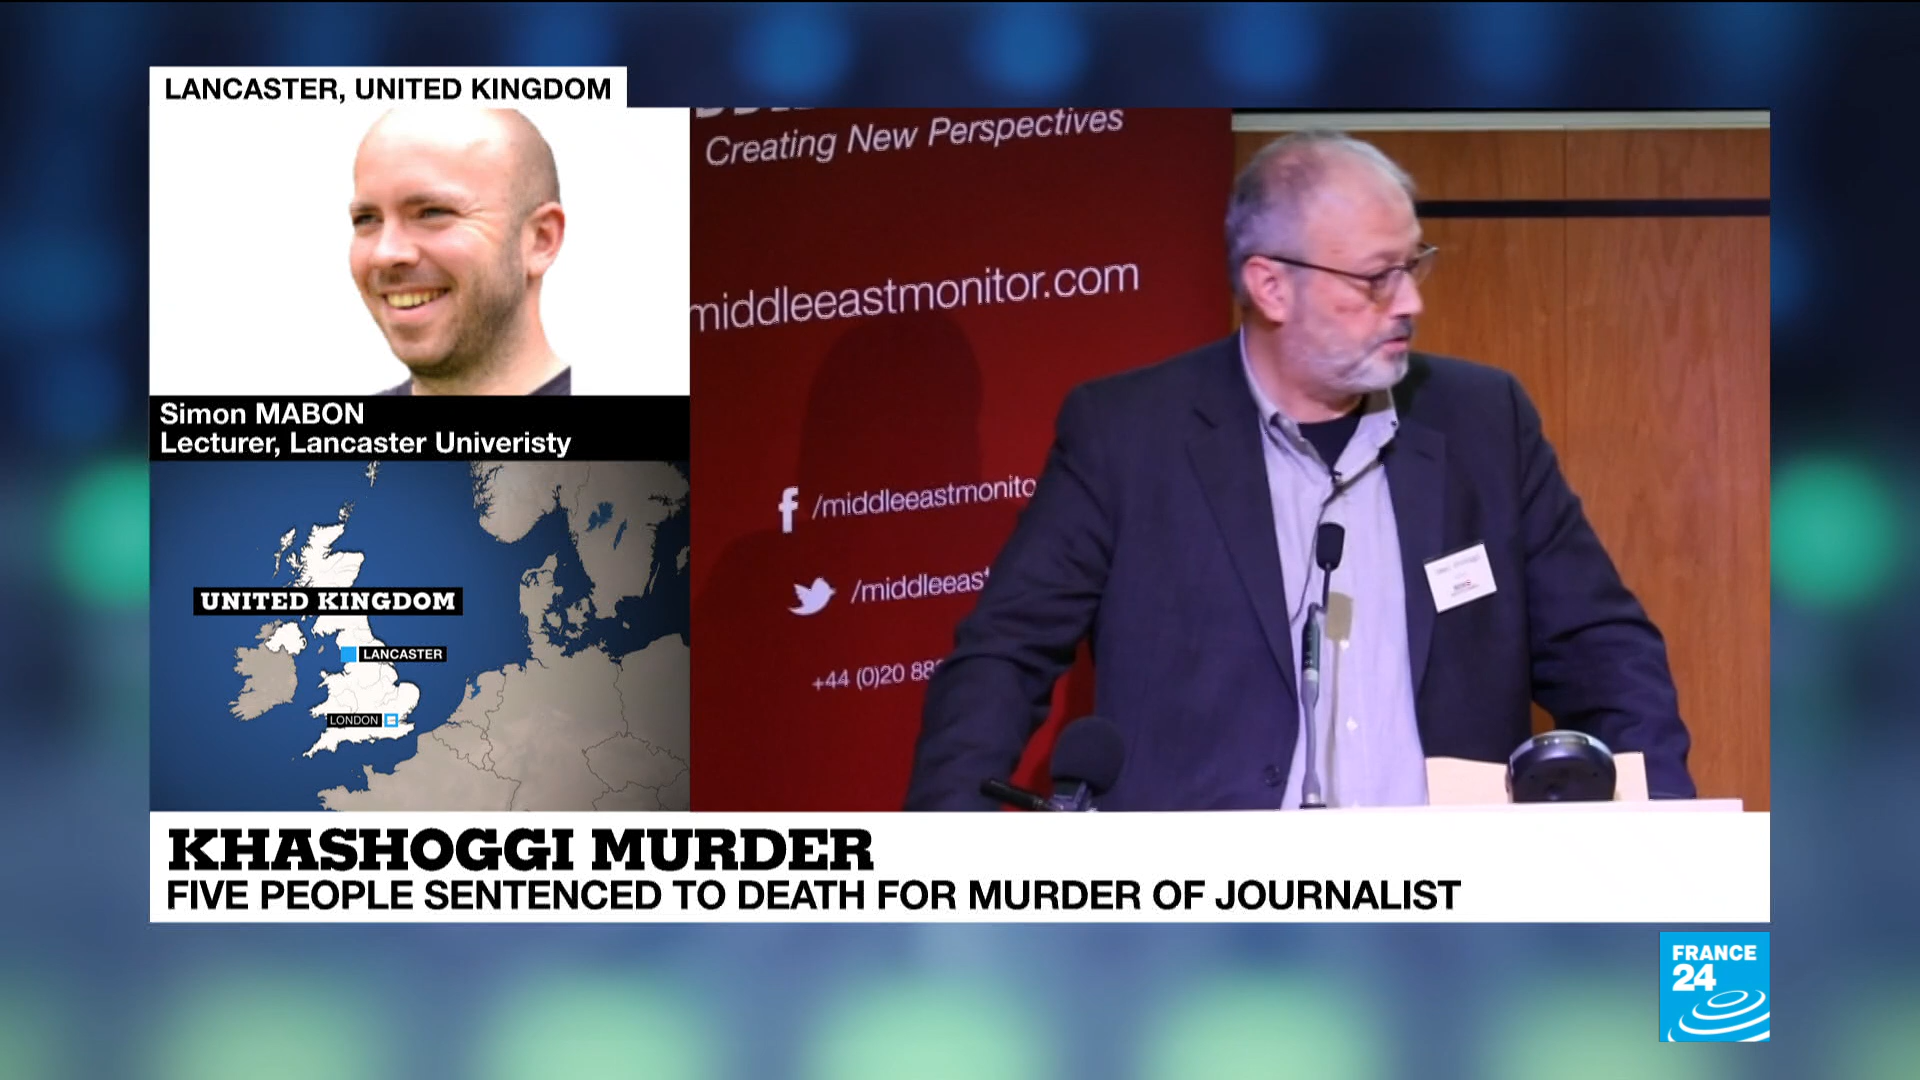 LANCASTER, UNITED KINGDOM
Creating New Perspectives
middleeastmonitor.com
/middleeastmonito
/middleeas
+44 (0)20 88
Simon MABON
Lecturer, Lancaster Univeristy
UNITED KINGDOM
LANCASTER
LONDON
KHASHOGGI MURDER
FIVE PEOPLE SENTENCED TO DEATH FOR MURDER OF JOURNALIST
FRANCE
24